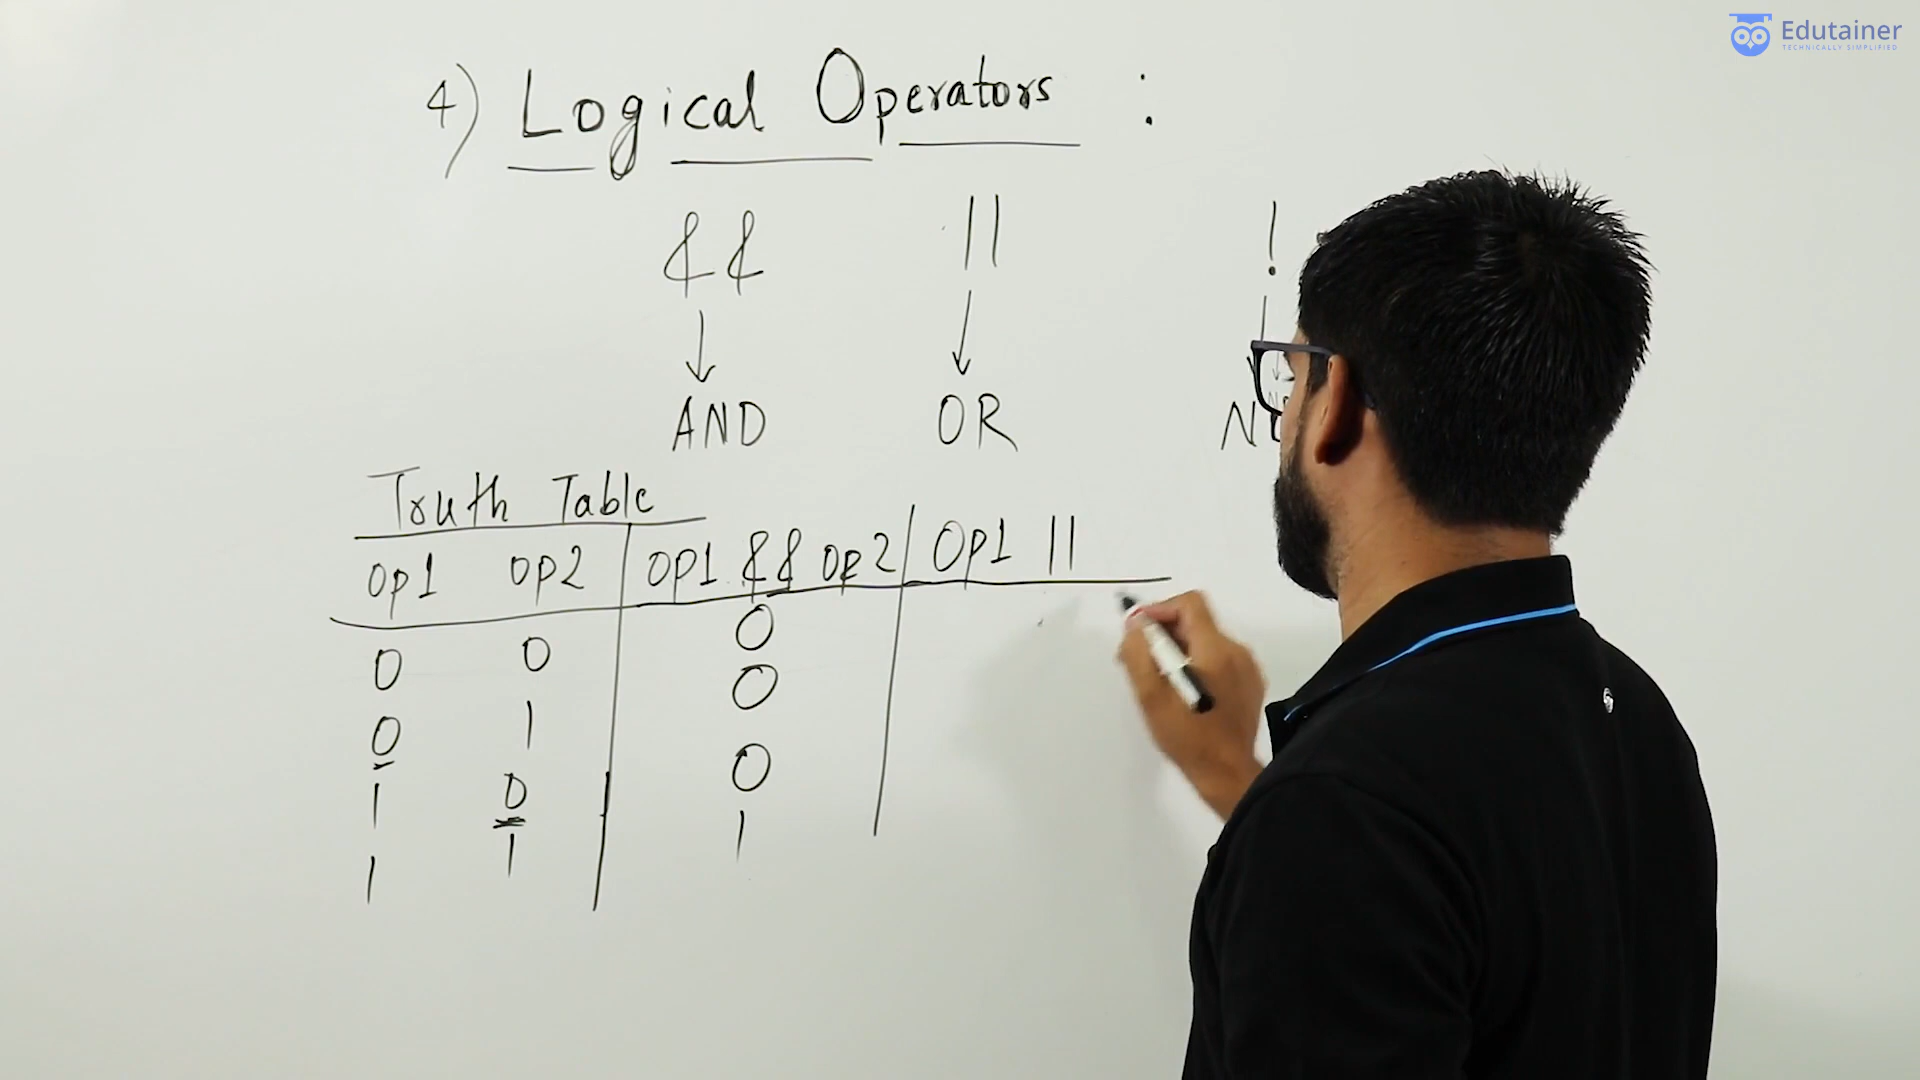 Edutainer
TECHNICALLY SIMPLIFIED
4) Logical Operators :
&& || !
AND OR
Truth Table
Op1 Op2 Op1 && Op2 Op1 ||
0 0 0
0 1 0
1 0 0
1 1 1